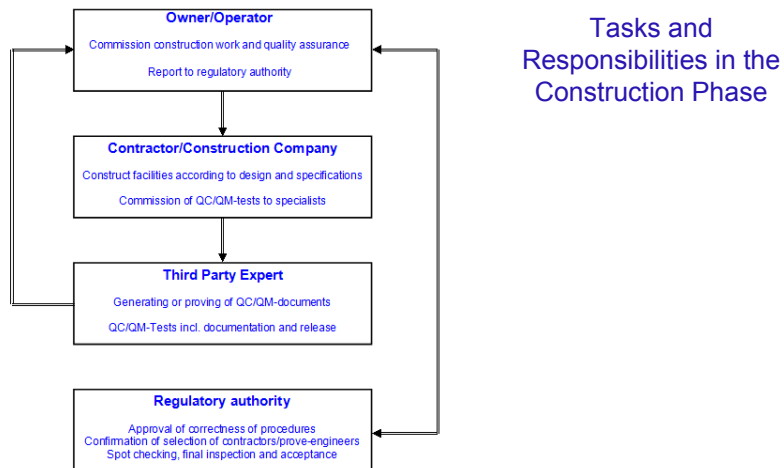 Owner/Operator
Commission construction work and quality assurance
Report to regulatory authority
Tasks and
Responsibilities in the
Construction Phase
Contractor/Construction Company
Construct facilities according to design and specifications
Commission of QC/QM-tests to specialists
Third Party Expert
Generating or proving of QC/QM-documents
QC/QM-Tests incl. documentation and release
Regulatory authority
Approval of correctness of procedures
Confirmation of selection of contractors/prove-engineers
Spot checking, final inspection and acceptance